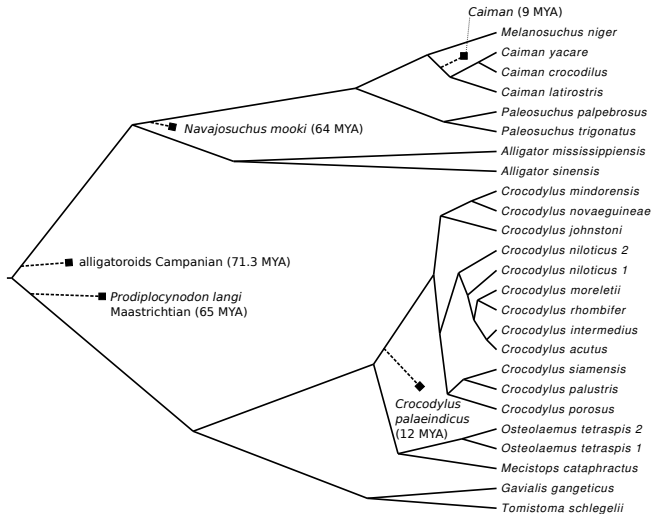 Caiman (9 MYA)
Melanosuchus niger
Caiman yacare
Caiman crocodilus
Caiman latirostris
Paleosuchus palpebrosus
Navajosuchus mooki (64 MYA)
Paleosuchus trigonatus
Alligator mississippiensis
Alligator sinensis
Crocodylus mindorensis
Crocodylus novaeguineae
Crocodylus johnstoni
Crocodylus niloticus 2
alligatoroids Campanian (71.3 MYA)
Crocodylus niloticus 1
Crocodylus moreletii
Prodiplocynodon langi
Maastrichtian (65 MYA)
Crocodylus rhombifer
Crocodylus intermedius
Crocodylus acutus
Crocodylus siamensis
Crocodylus palustris
Crocodylus porosus
Crocodylus
palaeindicus
(12 MYA)
Osteolaemus tetraspis 2
Osteolaemus tetraspis 1
Mecistops cataphractus
Gavialis gangeticus
Tomistoma schlegelii